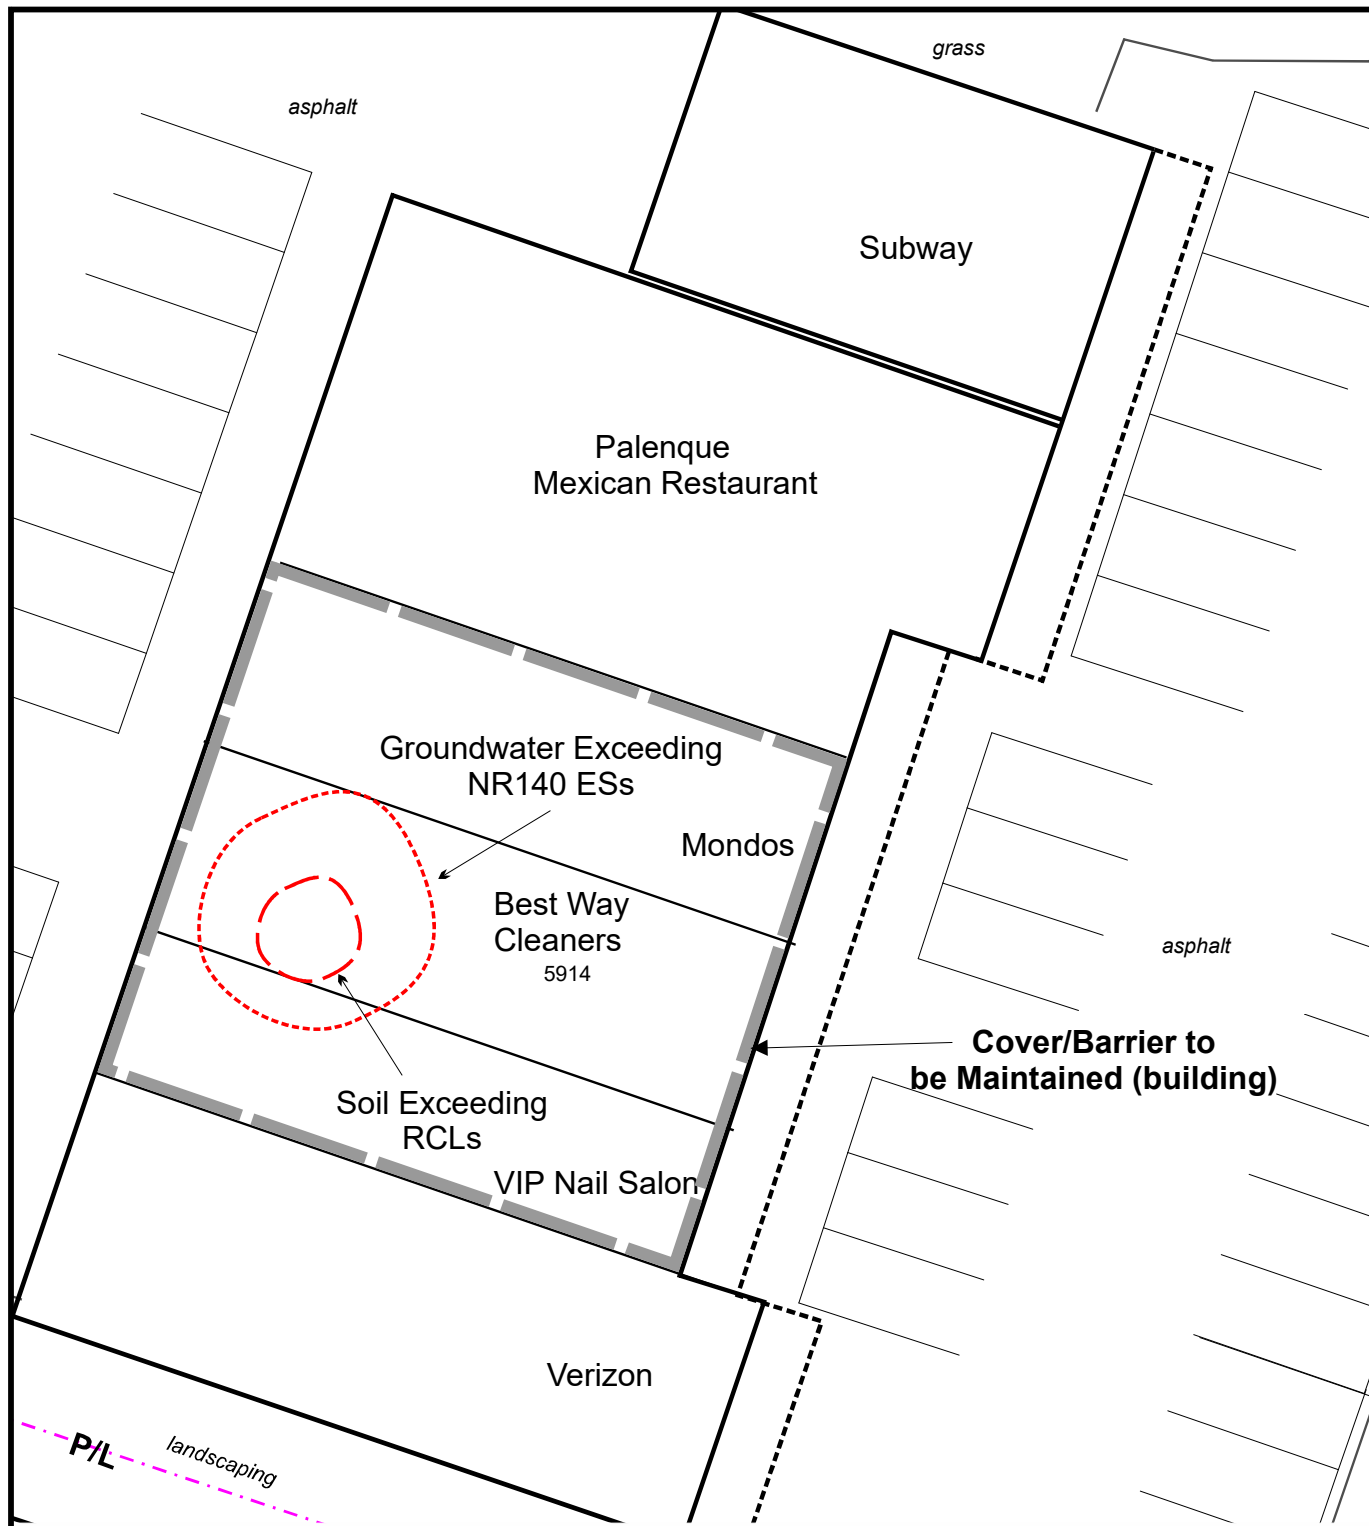 grass
asphalt
Subway
Palenque
Mexican Restaurant
Groundwater Exceeding
NR140 ESs
Mondos
Best Way
Cleaners
5914
asphalt
Cover/Barrier to
be Maintained (building)
Soil Exceeding
RCLs
VIP Nail Salon
Verizon
P/L
landscaping